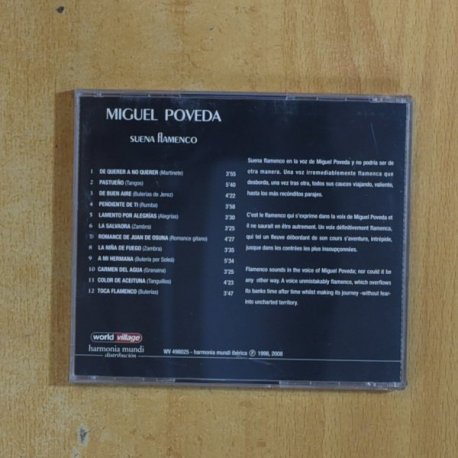 MIGUEL POVEDA
SUENA flAMENCO
1 DE QUERER A NO QUERER (Martinete) 3'55
2 PASTUEÑO (Tangos) 5'40
3 DE BUEN AIRE (Bulerías de Jerez) 4'22
4 PENDIENTE DE TI (Rumba) 3'58
5 LAMENTO POR ALEGRÍAS (Alegrías) 3'30
6 LA SALVAORA (Zambra) 3'25
7 ROMANCE DE JUAN DE OSUNA (Romance gitano) 4'27
8 LA NIÑA DE FUEGO (Zambra) 3'35
9 A MI HERMANA (Bulería por Soleá) 5'34
10 CARMEN DEL AGUA (Granaína) 3'25
11 COLOR DE ACEITUNA (Tanguillos) 4'23
12 TOCA FLAMENCO (Bulerías) 3'47
Suena flamenco en la voz de Miguel Poveda y no podría ser de
otra manera. Una voz irremediablemente flamenca que
desborda, una vez tras otra, todos sus cauces viajando, valiente,
hasta los más recónditos parajes.
C'est le flamenco qui s'exprime dans la voix de Miguel Poveda et
il ne saurait en être autrement. Un voix définitivement flamenca,
qui tel un fleuve débordant de son cours s'aventure, intrépide,
jusque dans les contrées les plus insoupçonnées.
Flamenco sounds in the voice of Miguel Poveda; nor could it be
any other way. A voice unmistakably flamenco, which overflows
its banks time after time whilst making its journey -without fear-
into uncharted territory.
world village
harmonia mundi
distribución
WV 498025 - harmonia mundi ibèrica ℗ 1998, 2008